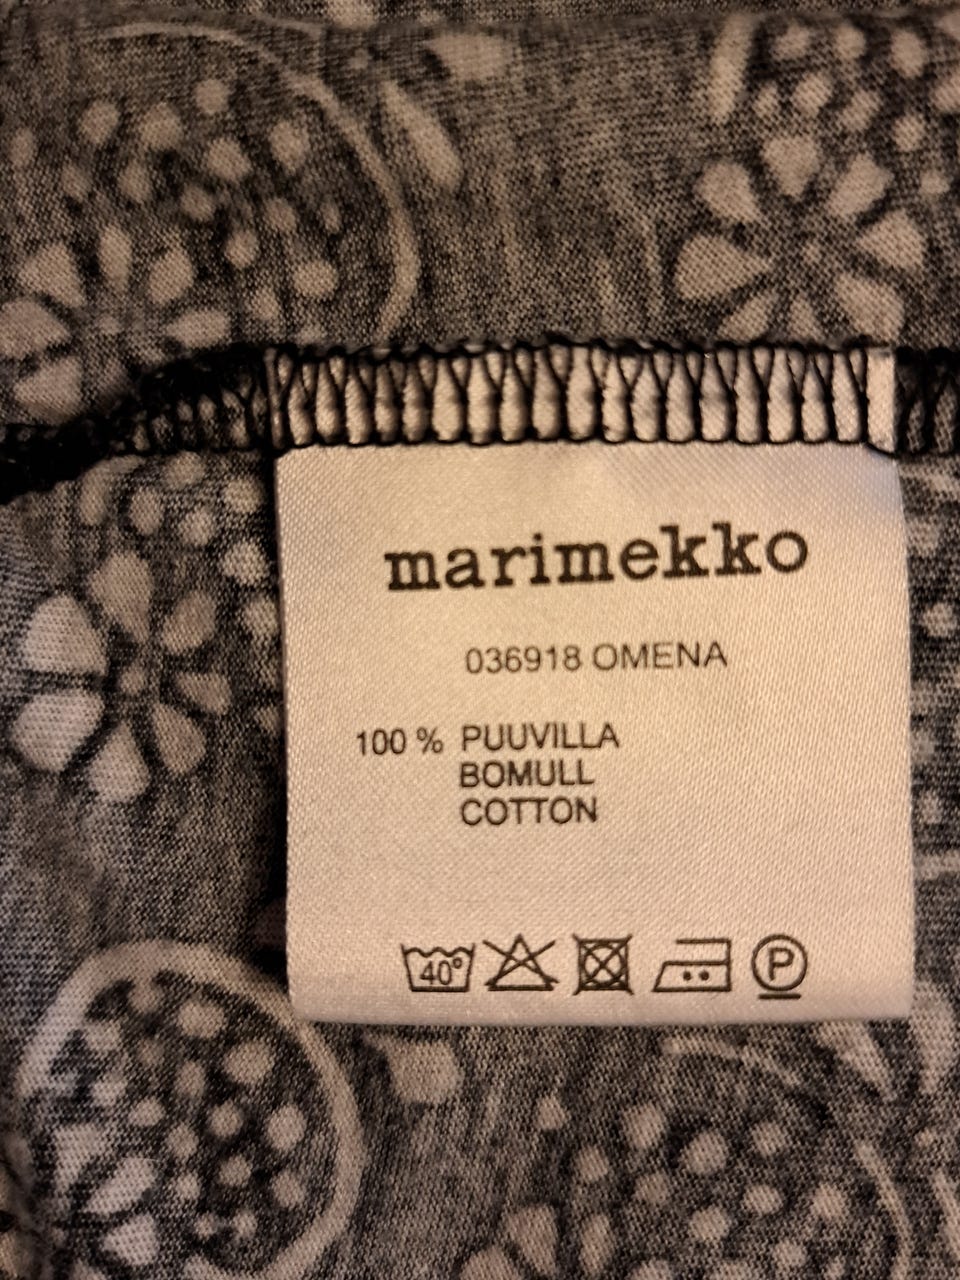 marimekko
036918 OMENA
100 % PUUVILLA
BOMULL
COTTON
40° P